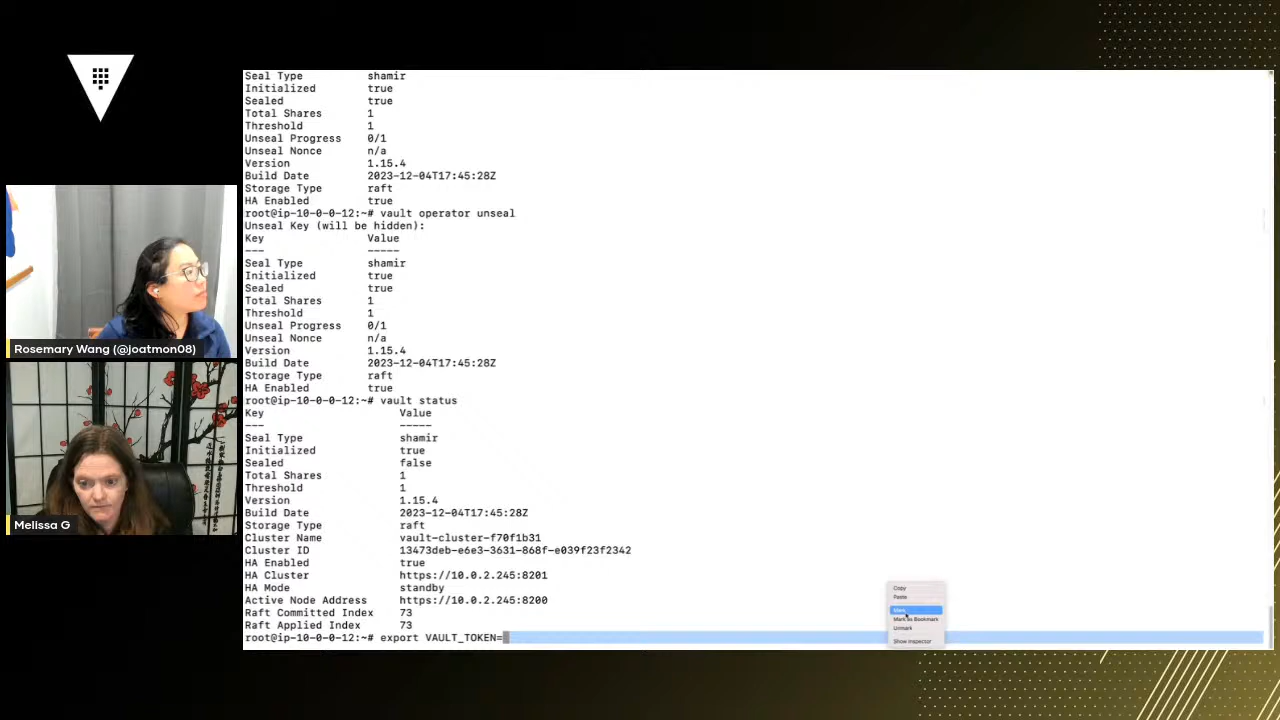 Seal Type shamir
Initialized true
Sealed true
Total Shares 1
Threshold 1
Unseal Progress 0/1
Unseal Nonce n/a
Version 1.15.4
Build Date 2023-12-04T17:45:28Z
Storage Type raft
HA Enabled true
root@ip-10-0-0-12:~# vault operator unseal
Unseal Key (will be hidden):
Key Value
--- -----
Seal Type shamir
Initialized true
Sealed true
Total Shares 1
Threshold 1
Unseal Progress 0/1
Unseal Nonce n/a
Version 1.15.4
Build Date 2023-12-04T17:45:28Z
Storage Type raft
HA Enabled true
root@ip-10-0-0-12:~# vault status
Key Value
--- -----
Seal Type shamir
Initialized true
Sealed false
Total Shares 1
Threshold 1
Version 1.15.4
Build Date 2023-12-04T17:45:28Z
Storage Type raft
Cluster Name vault-cluster-f70f1b31
Cluster ID 13473deb-e6e3-3631-868f-e039f23f2342
HA Enabled true
HA Cluster https://10.0.2.245:8201
HA Mode standby
Active Node Address https://10.0.2.245:8200
Raft Committed Index 73
Raft Applied Index 73
root@ip-10-0-0-12:~# export VAULT_TOKEN=
Copy
Paste
Mark
Mark as Bookmark
Unmark
Show Inspector
Rosemary Wang (@joatmon08)
Melissa G